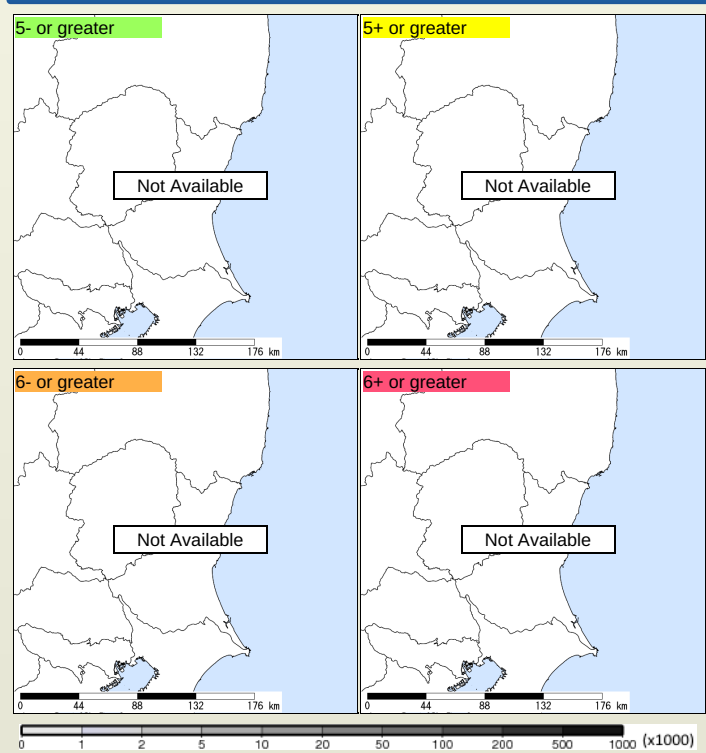 5- or greater
Not Available
0 44 88 132 176 km
5+ or greater
Not Available
0 44 88 132 176 km
6- or greater
Not Available
0 44 88 132 176 km
6+ or greater
Not Available
0 44 88 132 176 km
0 1 2 5 10 20 50 100 200 500 1000 (x1000)